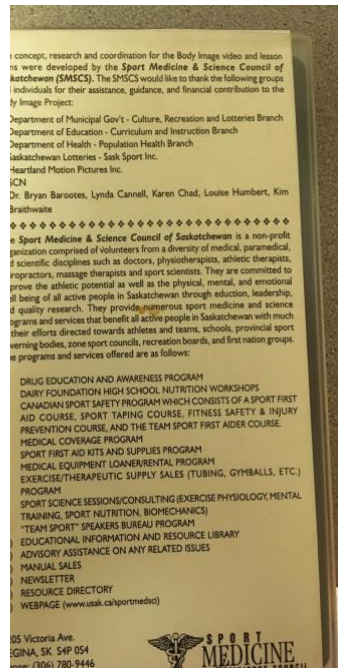 concept, research and coordination for the Body Image video and lesson
ns were developed by the Sport Medicine & Science Council of
katchewan (SMSCS). The SMSCS would like to thank the following groups
individuals for their assistance, guidance, and financial contribution to the
dy Image Project:
Department of Municipal Gov't - Culture, Recreation and Lotteries Branch
Department of Education - Curriculum and Instruction Branch
Department of Health - Population Health Branch
Saskatchewan Lotteries - Sask Sport Inc.
Heartland Motion Pictures Inc.
SCN
Dr. Bryan Barootes, Lynda Cannell, Karen Chad, Louise Humbert, Kim
Braithwaite
e Sport Medicine & Science Council of Saskatchewan is a non-profit
ganization comprised of volunteers from a diversity of medical, paramedical,
d scientific disciplines such as doctors, physiotherapists, athletic therapists,
iropractors, massage therapists and sport scientists. They are committed to
prove the athletic potential as well as the physical, mental, and emotional
ll being of all active people in Saskatchewan through eduction, leadership,
d quality research. They provide numerous sport medicine and science
ograms and services that benefit all active people in Saskatchewan with much
their efforts directed towards athletes and teams, schools, provincial sport
verning bodies, zone sport councils, recreation boards, and first nation groups.
e programs and services offered are as follows:
DRUG EDUCATION AND AWARENESS PROGRAM
DAIRY FOUNDATION HIGH SCHOOL NUTRITION WORKSHOPS
CANADIAN SPORT SAFETY PROGRAM WHICH CONSISTS OF A SPORT FIRST
AID COURSE, SPORT TAPING COURSE, FITNESS SAFETY & INJURY
PREVENTION COURSE, AND THE TEAM SPORT FIRST AIDER COURSE.
MEDICAL COVERAGE PROGRAM
SPORT FIRST AID KITS AND SUPPLIES PROGRAM
MEDICAL EQUIPMENT LOANER/RENTAL PROGRAM
EXERCISE/THERAPEUTIC SUPPLY SALES (TUBING, GYMBALLS, ETC.)
PROGRAM
SPORT SCIENCE SESSIONS/CONSULTING (EXERCISE PHYSIOLOGY, MENTAL
TRAINING, SPORT NUTRITION, BIOMECHANICS)
"TEAM SPORT" SPEAKERS BUREAU PROGRAM
EDUCATIONAL INFORMATION AND RESOURCE LIBRARY
ADVISORY ASSISTANCE ON ANY RELATED ISSUES
MANUAL SALES
NEWSLETTER
RESOURCE DIRECTORY
WEBPAGE (www.usak.ca/sportmedsci)
05 Victoria Ave.
EGINA, SK S4P 0S4
one: (306) 780-9446
SPORT
MEDICINE